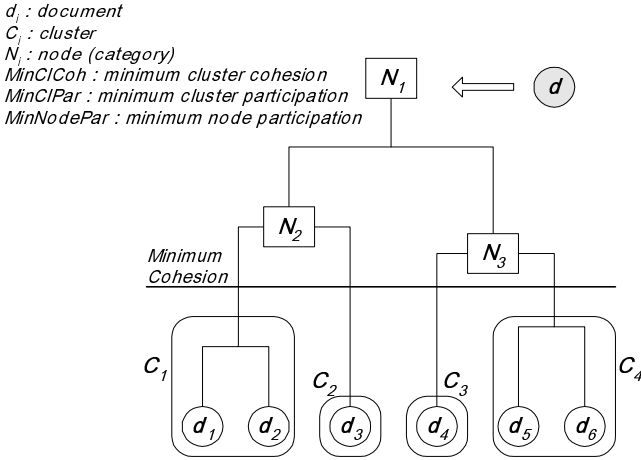 d_i : document
C_i : cluster
N_i : node (category)
MinClCoh : minimum cluster cohesion
MinClPar : minimum cluster participation
MinNodePar : minimum node participation
N_1
d
N_2
N_3
Minimum
Cohesion
C_1
C_2
C_3
C_4
d_1
d_2
d_3
d_4
d_5
d_6